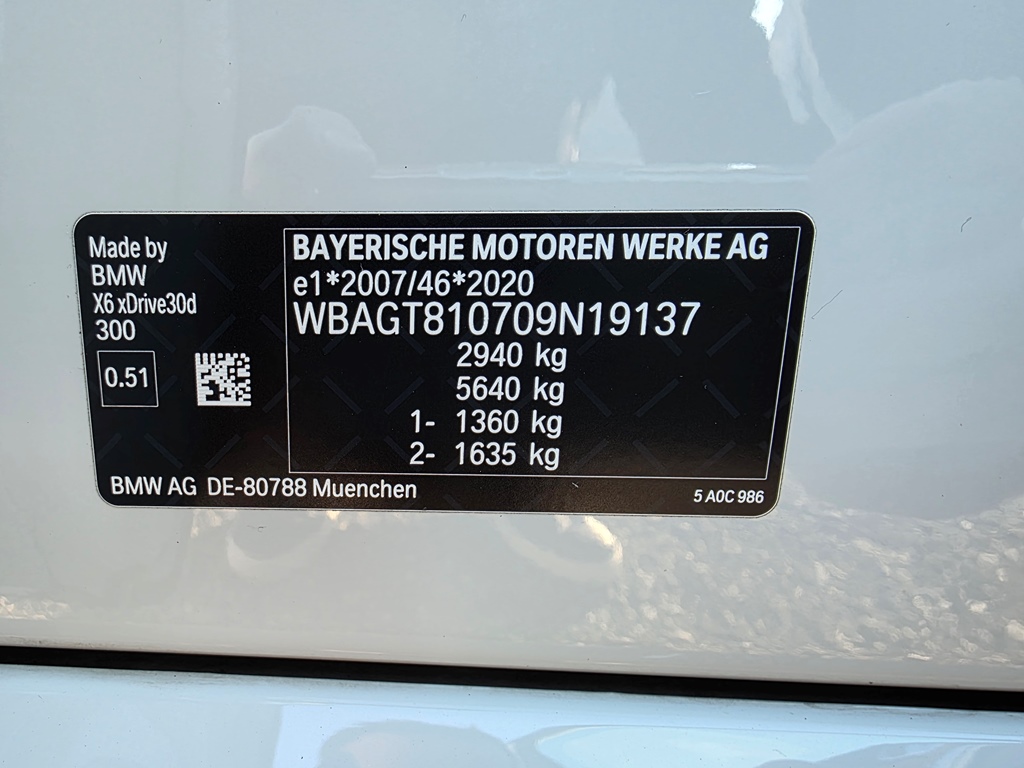 Made by
BMW
X6 xDrive30d
300
0.51
BAYERISCHE MOTOREN WERKE AG
e1*2007/46*2020
WBAGT810709N19137
2940 kg
5640 kg
1- 1360 kg
2- 1635 kg
BMW AG DE-80788 Muenchen
5 A0C 986